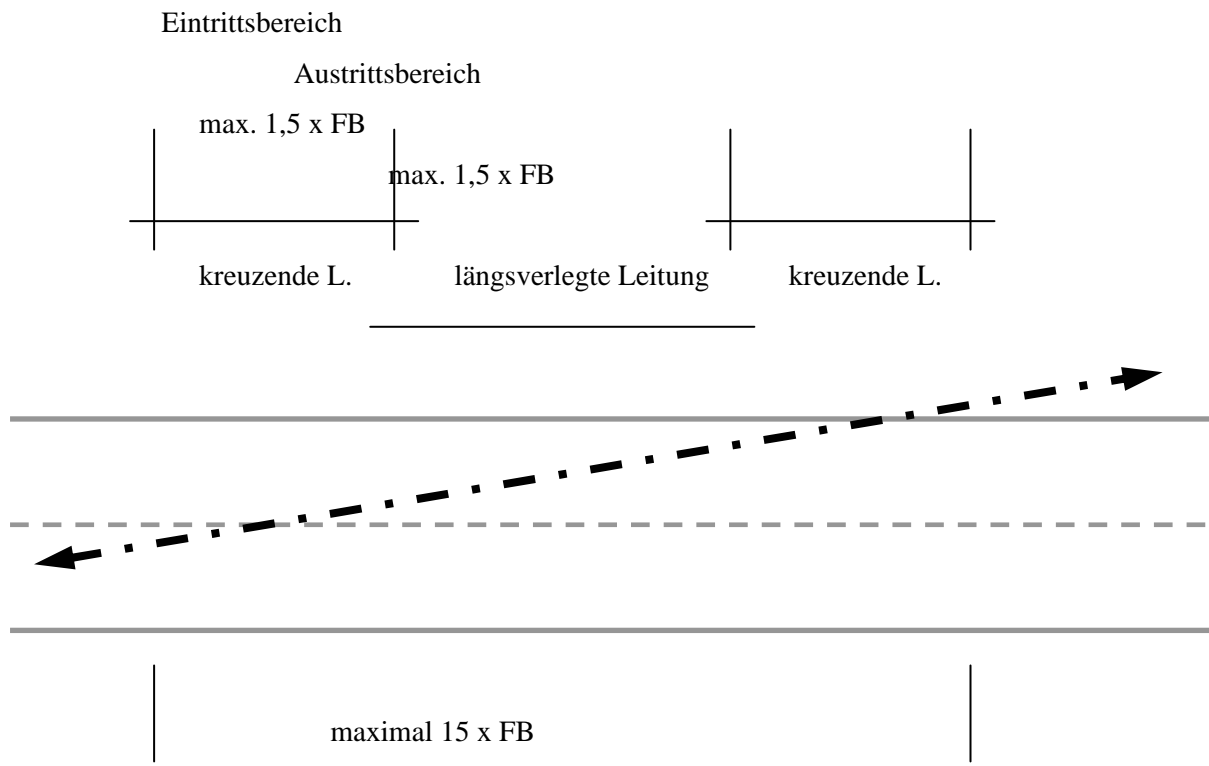 Eintrittsbereich
Austrittsbereich
max. 1,5 x FB
max. 1,5 x FB
kreuzende L. längsverlegte Leitung kreuzende L.
maximal 15 x FB